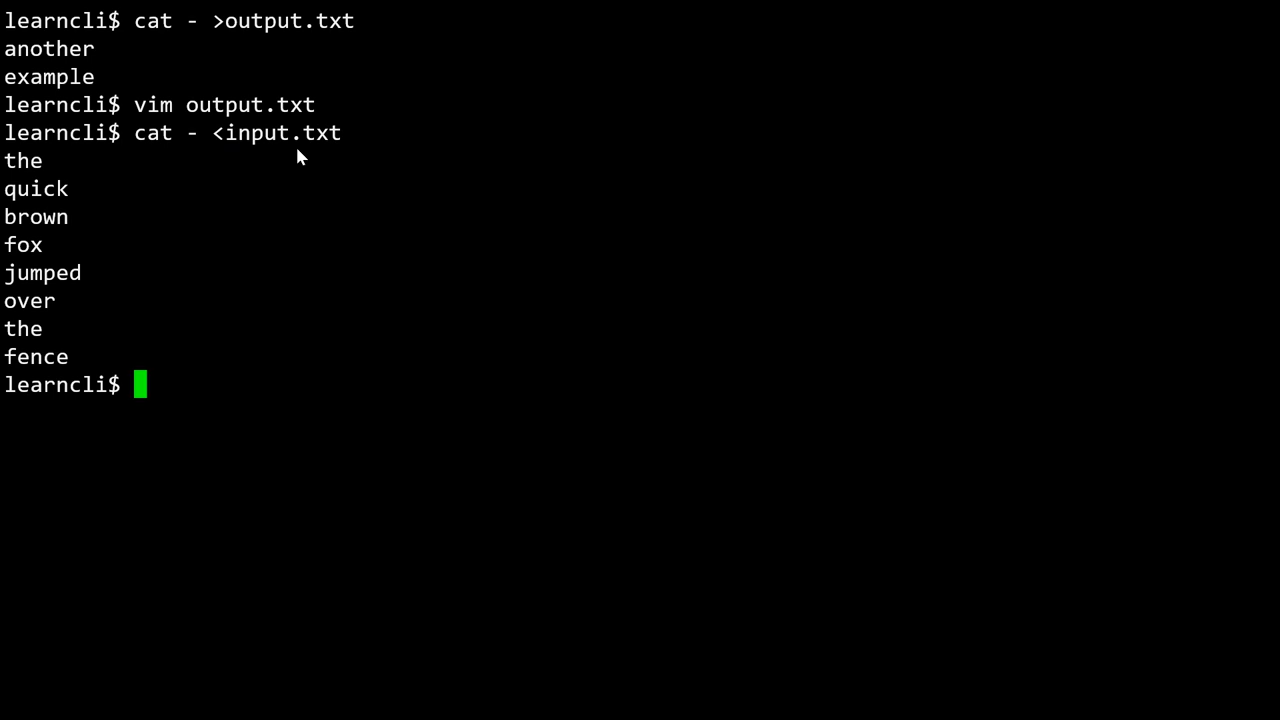 learncli$ cat - >output.txt
another
example
learncli$ vim output.txt
learncli$ cat - <input.txt
the
quick
brown
fox
jumped
over
the
fence
learncli$